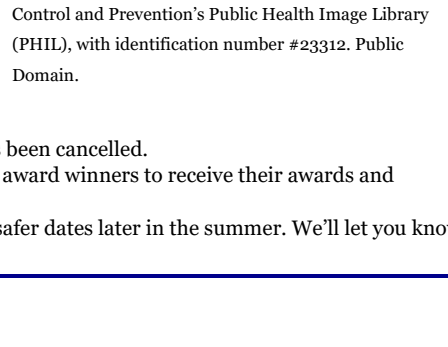 Control and Prevention’s Public Health Image Library
(PHIL), with identification number #23312. Public
Domain.
been cancelled.
award winners to receive their awards and
safer dates later in the summer. We’ll let you